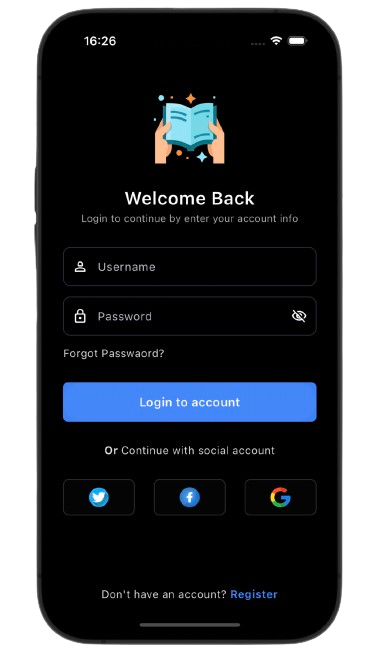 16:26
Welcome Back
Login to continue by enter your account info
Username
Password
Forgot Passwaord?
Login to account
Or Continue with social account
Don't have an account? Register